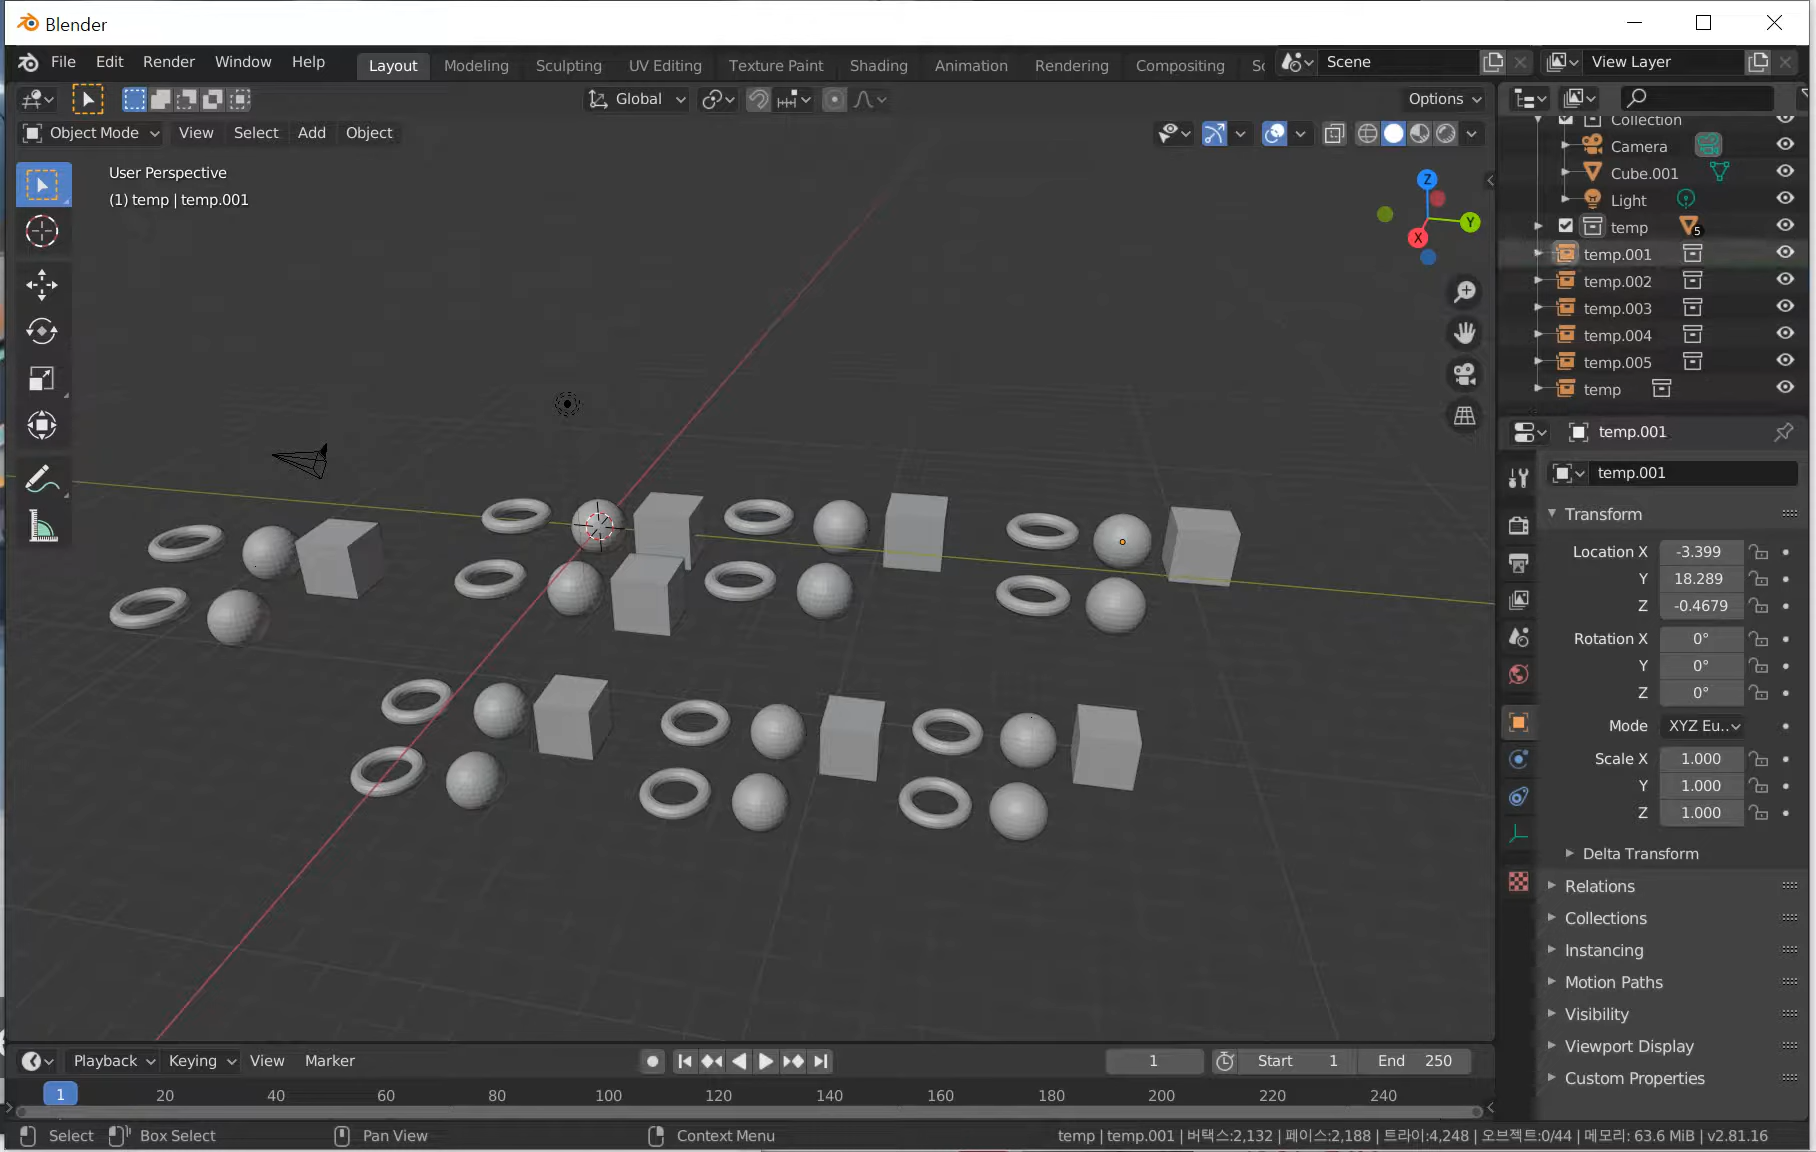 Blender
File Edit Render Window Help Layout Modeling Sculpting UV Editing Texture Paint Shading Animation Rendering Compositing Sc Scene View Layer
Global Options
Object Mode View Select Add Object
User Perspective
(1) temp | temp.001
Z
Y
X
Collection
Camera
Cube.001
Light
temp 5
temp.001
temp.002
temp.003
temp.004
temp.005
temp
temp.001
temp.001
Transform
Location X -3.399
Y 18.289
Z -0.4679
Rotation X 0°
Y 0°
Z 0°
Mode XYZ Eu..
Scale X 1.000
Y 1.000
Z 1.000
Delta Transform
Relations
Collections
Instancing
Motion Paths
Visibility
Viewport Display
Custom Properties
Playback Keying View Marker 1 Start 1 End 250
1 20 40 60 80 100 120 140 160 180 200 220 240
Select Box Select Pan View Context Menu temp | temp.001 | 버텍스:2,132 | 페이스:2,188 | 트라이:4,248 | 오브젝트:0/44 | 메모리: 63.6 MiB | v2.81.16